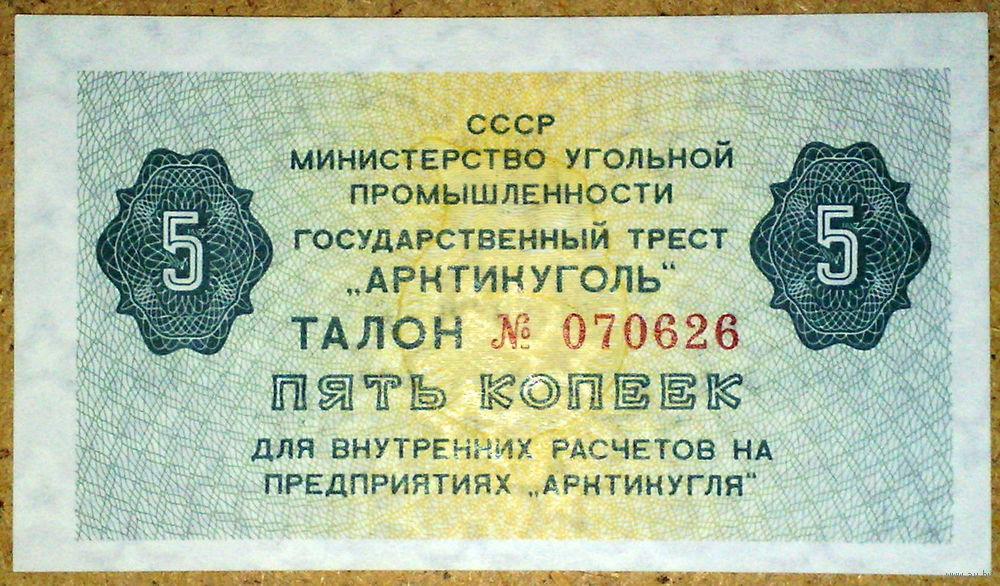 СССР
МИНИСТЕРСТВО УГОЛЬНОЙ
ПРОМЫШЛЕННОСТИ
ГОСУДАРСТВЕННЫЙ ТРЕСТ
„АРКТИКУГОЛЬ“
5
5
ТАЛОН № 070626
ПЯТЬ КОПЕЕК
ДЛЯ ВНУТРЕННИХ РАСЧЕТОВ НА
ПРЕДПРИЯТИЯХ „АРКТИКУГЛЯ“